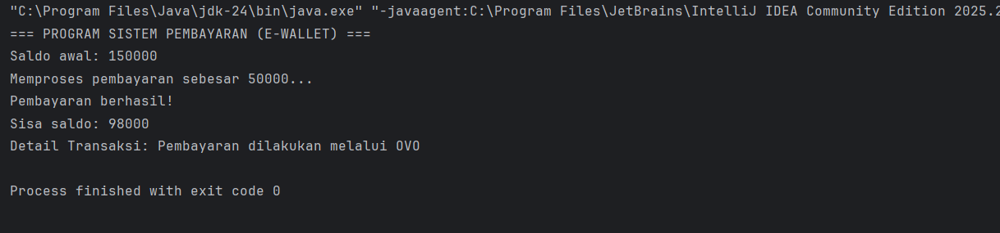 "C:\Program Files\Java\jdk-24\bin\java.exe" "-javaagent:C:\Program Files\JetBrains\IntelliJ IDEA Community Edition 2025.2
=== PROGRAM SISTEM PEMBAYARAN (E-WALLET) ===
Saldo awal: 150000
Memproses pembayaran sebesar 50000...
Pembayaran berhasil!
Sisa saldo: 98000
Detail Transaksi: Pembayaran dilakukan melalui OVO
Process finished with exit code 0